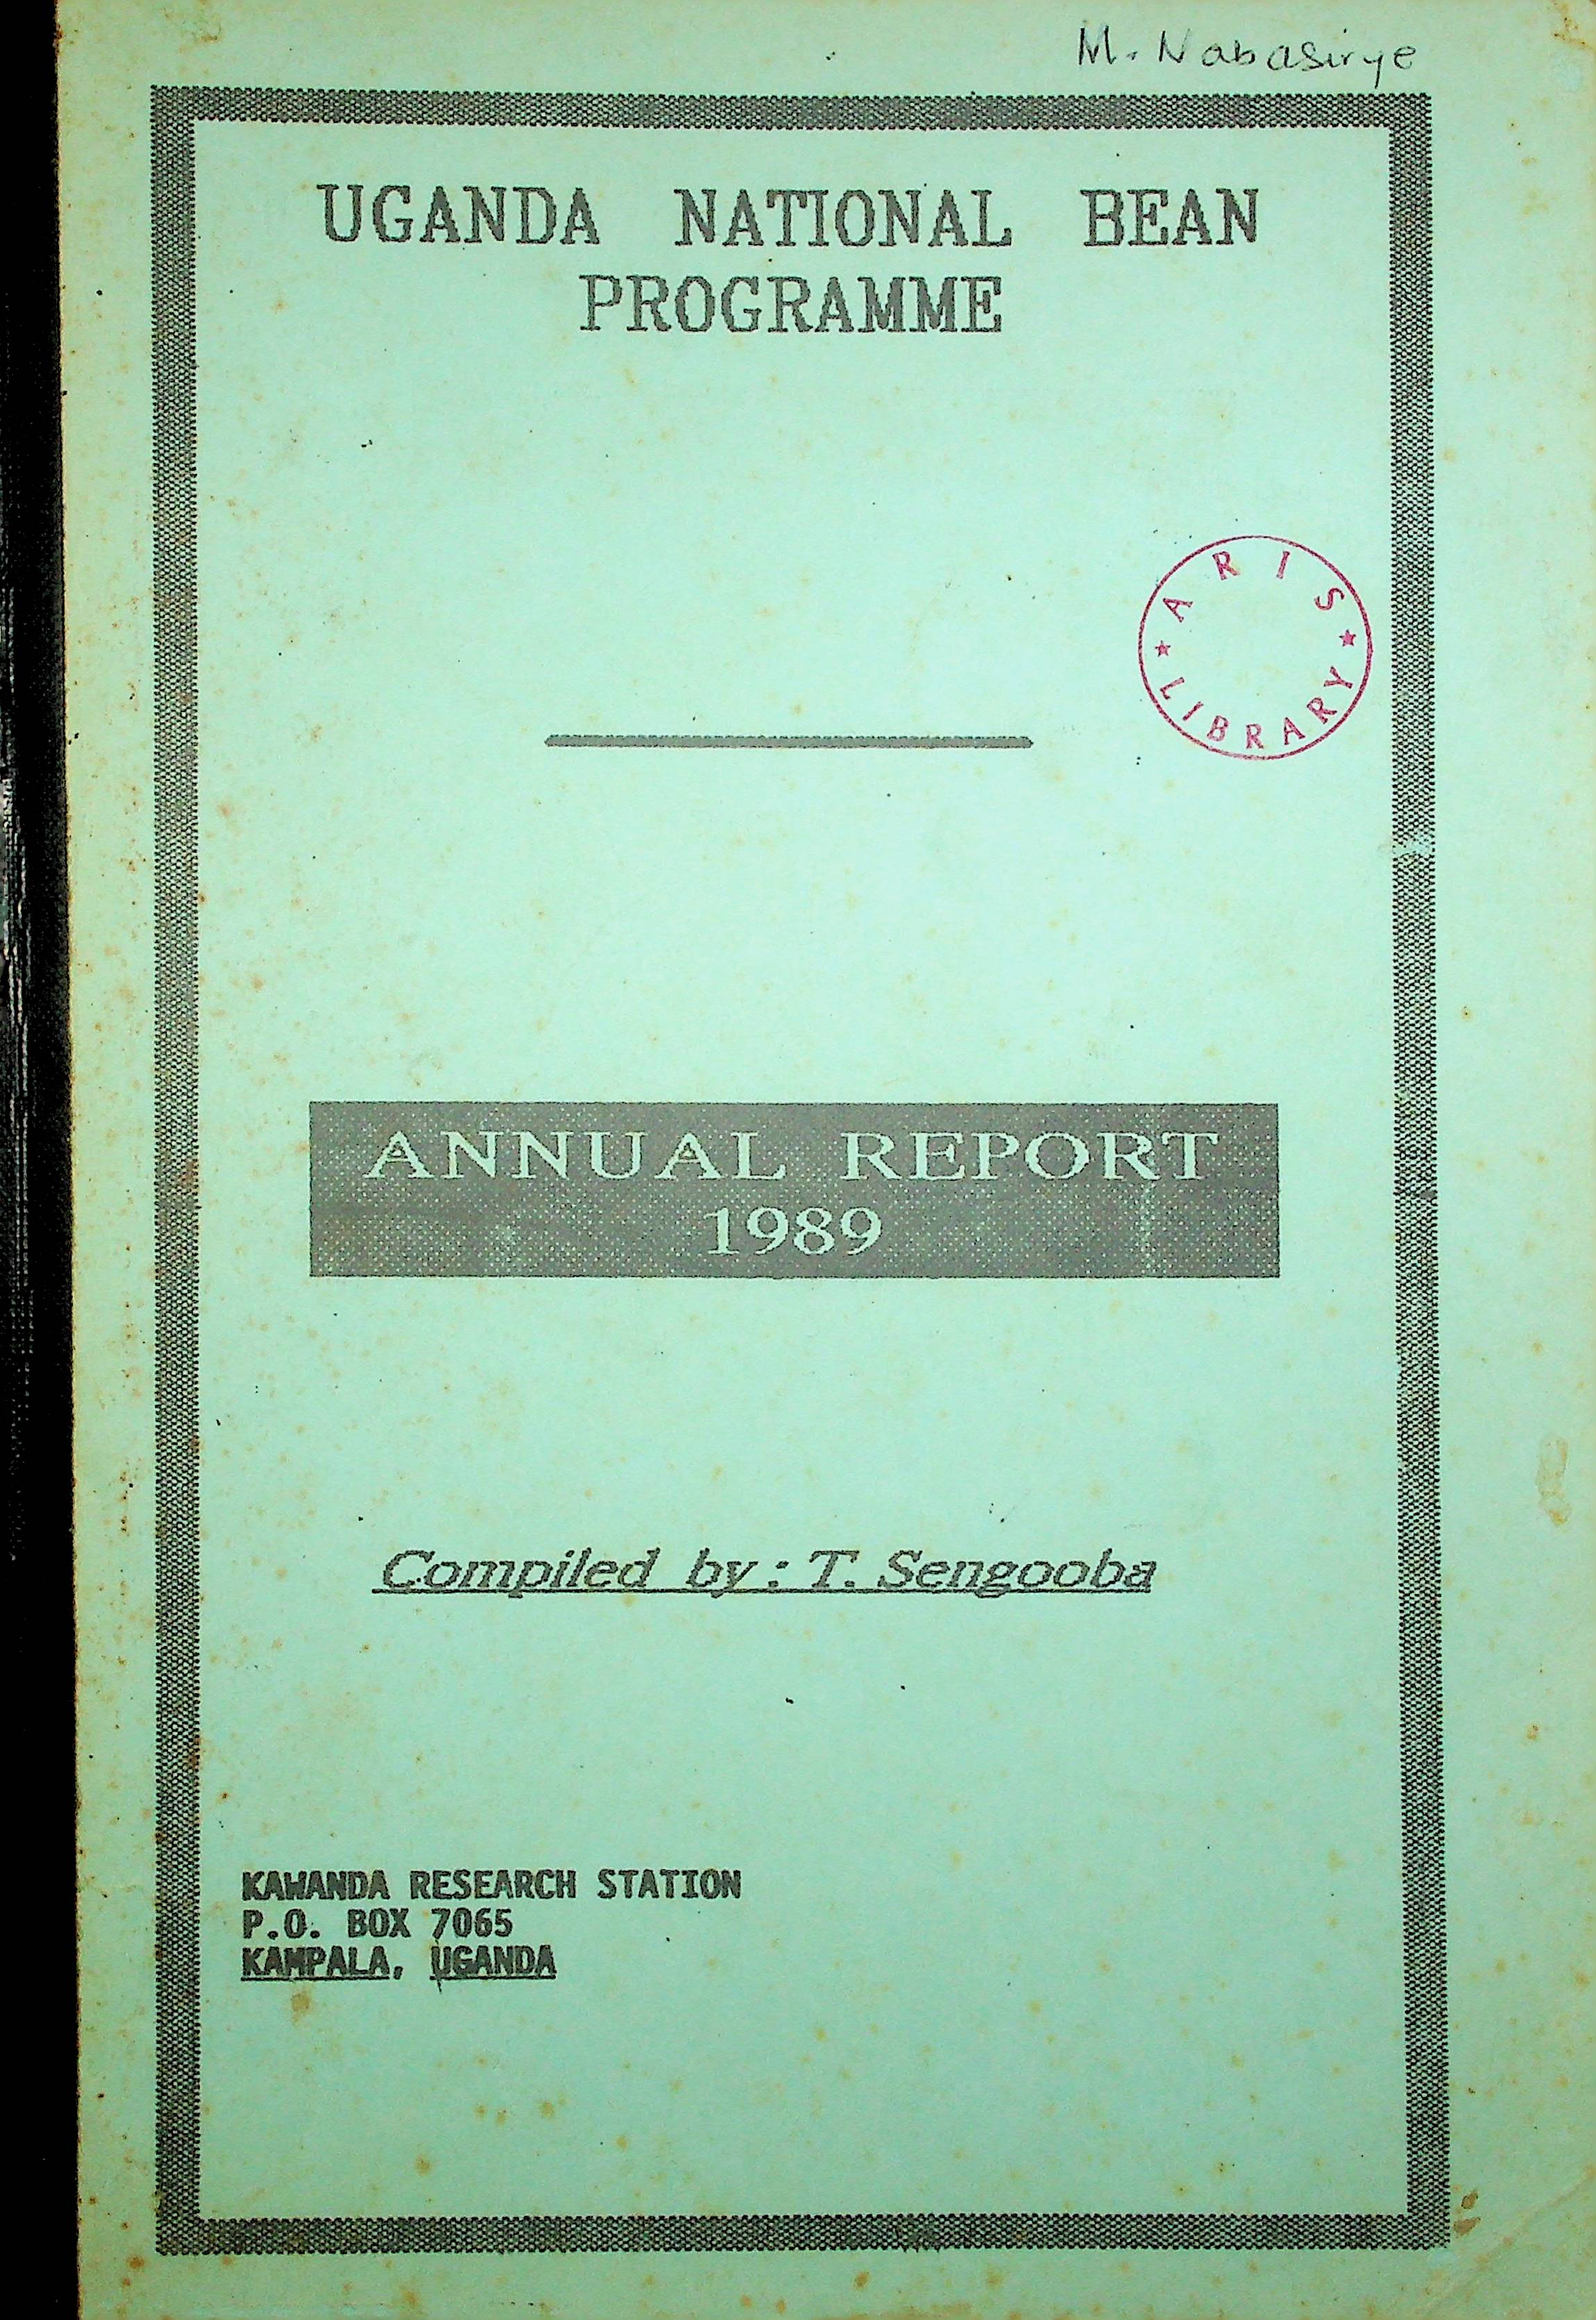 M. Nabasirye
UGANDA NATIONAL BEAN
PROGRAMME
ARIS
LIBRARY
ANNUAL REPORT
1989
Compiled by : T. Sengooba
KAWANDA RESEARCH STATION
P.O. BOX 7065
KAMPALA, UGANDA